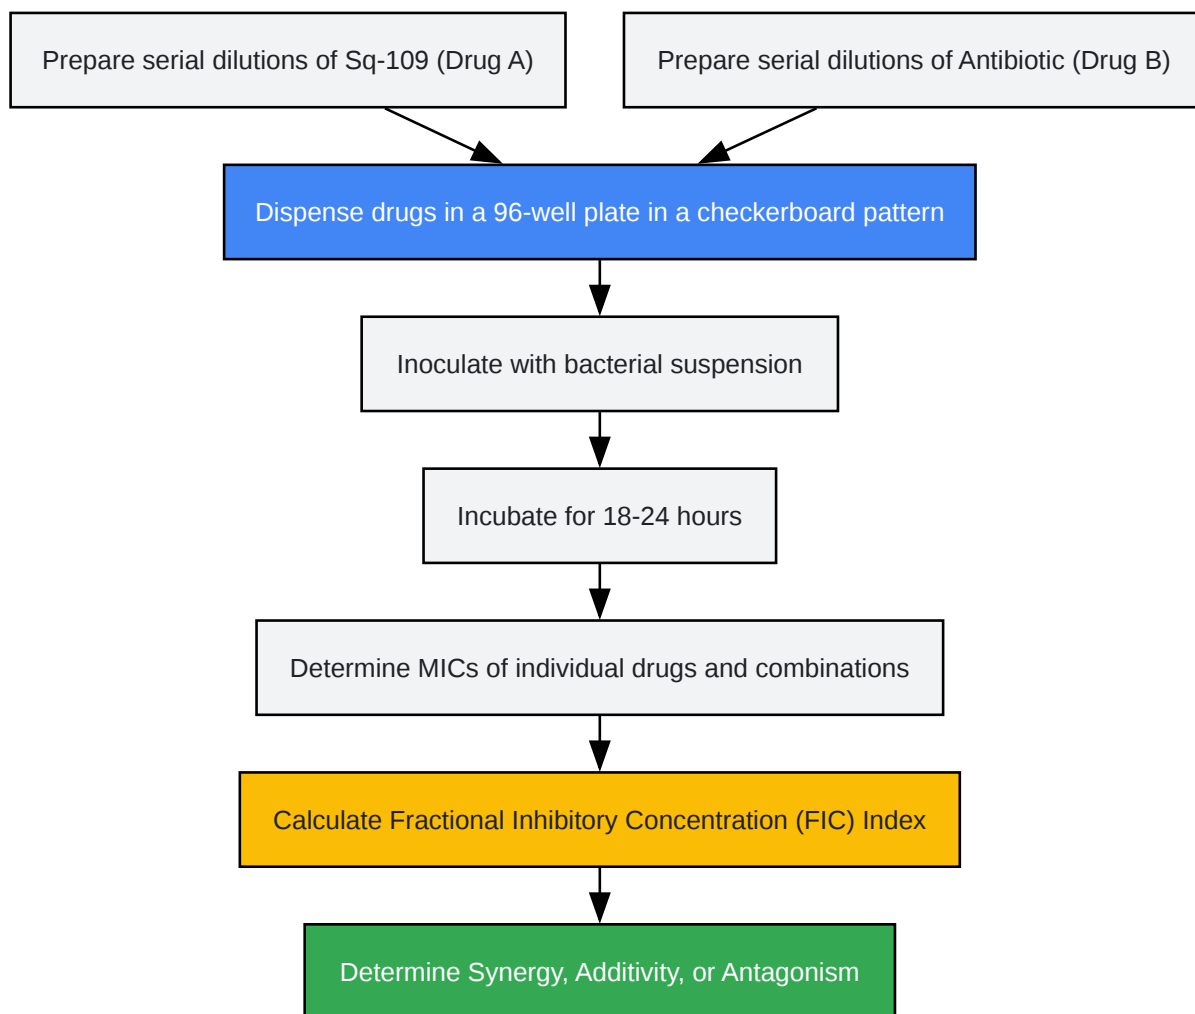 Prepare serial dilutions of Sq-109 (Drug A)
Prepare serial dilutions of Antibiotic (Drug B)
Dispense drugs in a 96-well plate in a checkerboard pattern
Inoculate with bacterial suspension
Incubate for 18-24 hours
Determine MICs of individual drugs and combinations
Calculate Fractional Inhibitory Concentration (FIC) Index
Determine Synergy, Additivity, or Antagonism